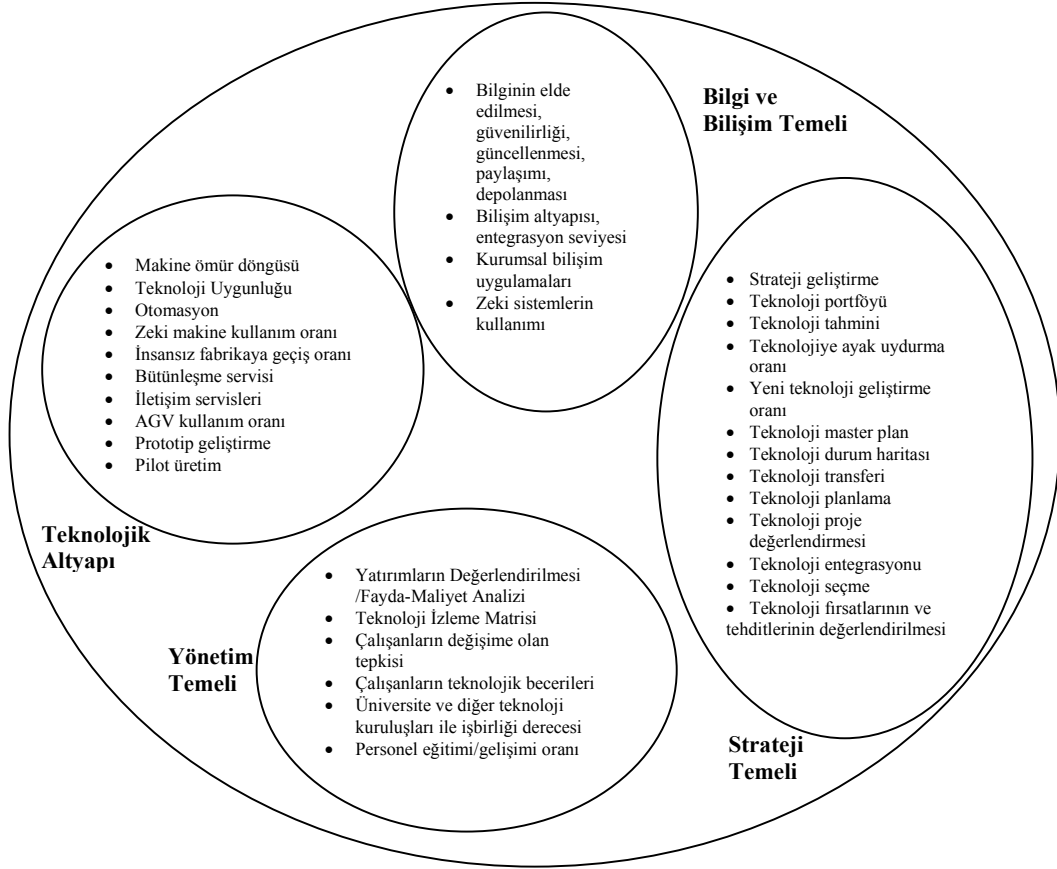 Bilgi ve
Bilişim Temeli
• Bilginin elde
edilmesi,
güvenilirliği,
güncellenmesi,
paylaşımı,
depolanması
• Bilişim altyapısı,
entegrasyon seviyesi
• Kurumsal bilişim
uygulamaları
• Zeki sistemlerin
kullanımı
• Makine ömür döngüsü
• Teknoloji Uygunluğu
• Otomasyon
• Zeki makine kullanım oranı
• İnsansız fabrikaya geçiş oranı
• Bütünleşme servisi
• İletişim servisleri
• AGV kullanım oranı
• Prototip geliştirme
• Pilot üretim
Teknolojik
Altyapı
• Strateji geliştirme
• Teknoloji portföyü
• Teknoloji tahmini
• Teknolojiye ayak uydurma
oranı
• Yeni teknoloji geliştirme
oranı
• Teknoloji master plan
• Teknoloji durum haritası
• Teknoloji transferi
• Teknoloji planlama
• Teknoloji proje
değerlendirmesi
• Teknoloji entegrasyonu
• Teknoloji seçme
• Teknoloji fırsatlarının ve
tehditlerinin değerlendirilmesi
Strateji
Temeli
Yönetim
Temeli
• Yatırımların Değerlendirilmesi
/Fayda-Maliyet Analizi
• Teknoloji İzleme Matrisi
• Çalışanların değişime olan
tepkisi
• Çalışanların teknolojik becerileri
• Üniversite ve diğer teknoloji
kuruluşları ile işbirliği derecesi
• Personel eğitimi/gelişimi oranı